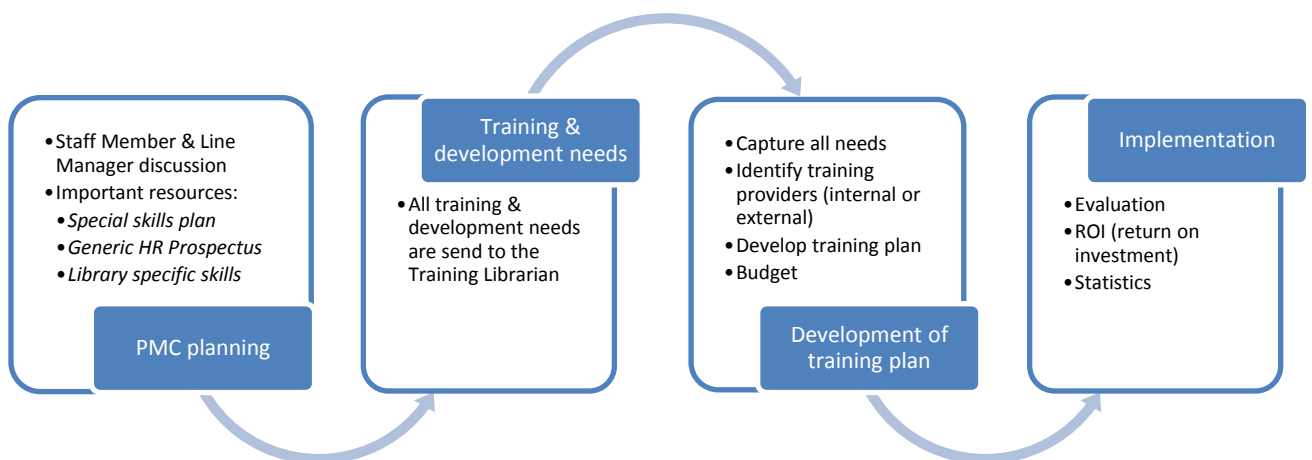 • Staff Member & Line
Manager discussion
• Important resources:
• Special skills plan
• Generic HR Prospectus
• Library specific skills
PMC planning
Training &
development needs
• All training &
development needs
are send to the
Training Librarian
• Capture all needs
• Identify training
providers (internal or
external)
• Develop training plan
• Budget
Development of
training plan
Implementation
• Evaluation
• ROI (return on
investment)
• Statistics